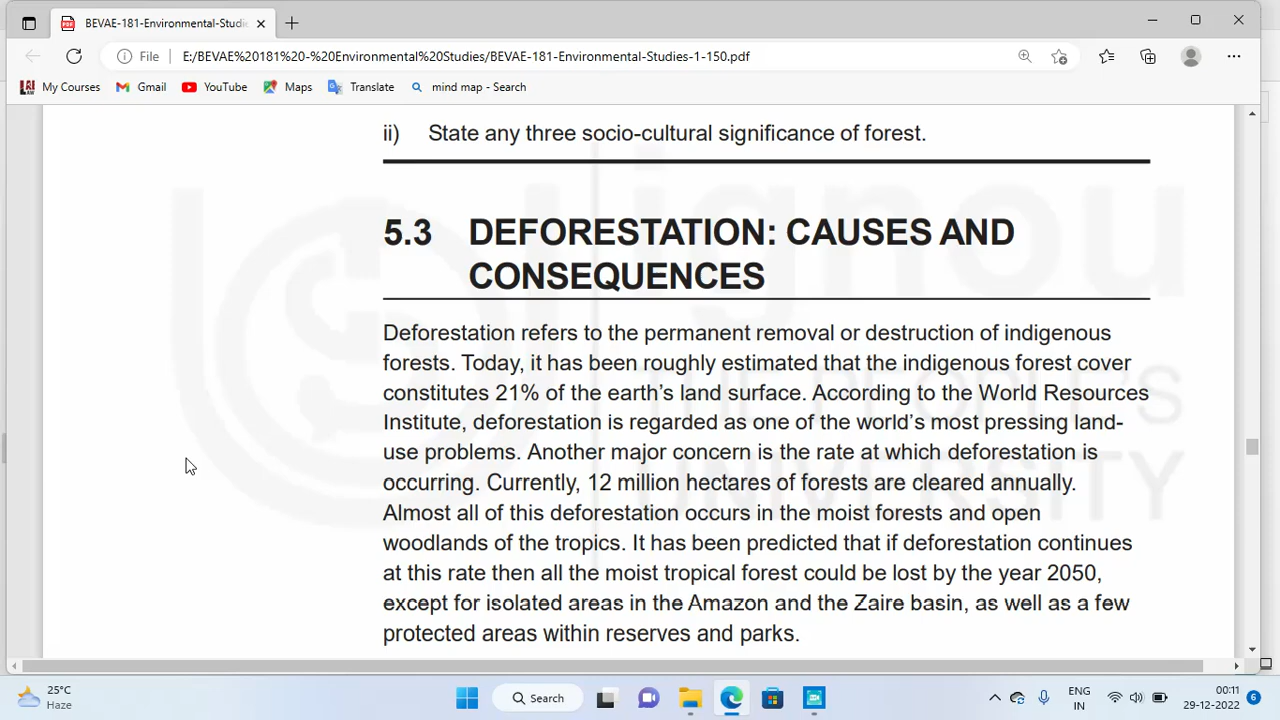 BEVAE-181-Environmental-Studi
File
E:/BEVAE%20181%20-%20Environmental%20Studies/BEVAE-181-Environmental-Studies-1-150.pdf
My Courses
Gmail
YouTube
Maps
Translate
mind map - Search
ii) State any three socio-cultural significance of forest.
5.3 DEFORESTATION: CAUSES AND
CONSEQUENCES
Deforestation refers to the permanent removal or destruction of indigenous
forests. Today, it has been roughly estimated that the indigenous forest cover
constitutes 21% of the earth's land surface. According to the World Resources
Institute, deforestation is regarded as one of the world's most pressing land-
use problems. Another major concern is the rate at which deforestation is
occurring. Currently, 12 million hectares of forests are cleared annually.
Almost all of this deforestation occurs in the moist forests and open
woodlands of the tropics. It has been predicted that if deforestation continues
at this rate then all the moist tropical forest could be lost by the year 2050,
except for isolated areas in the Amazon and the Zaire basin, as well as a few
protected areas within reserves and parks.
ignou
THE PEOPLE'S
UNIVERSITY
25°C
Haze
Search
ENG
IN
00:11
29-12-2022
6